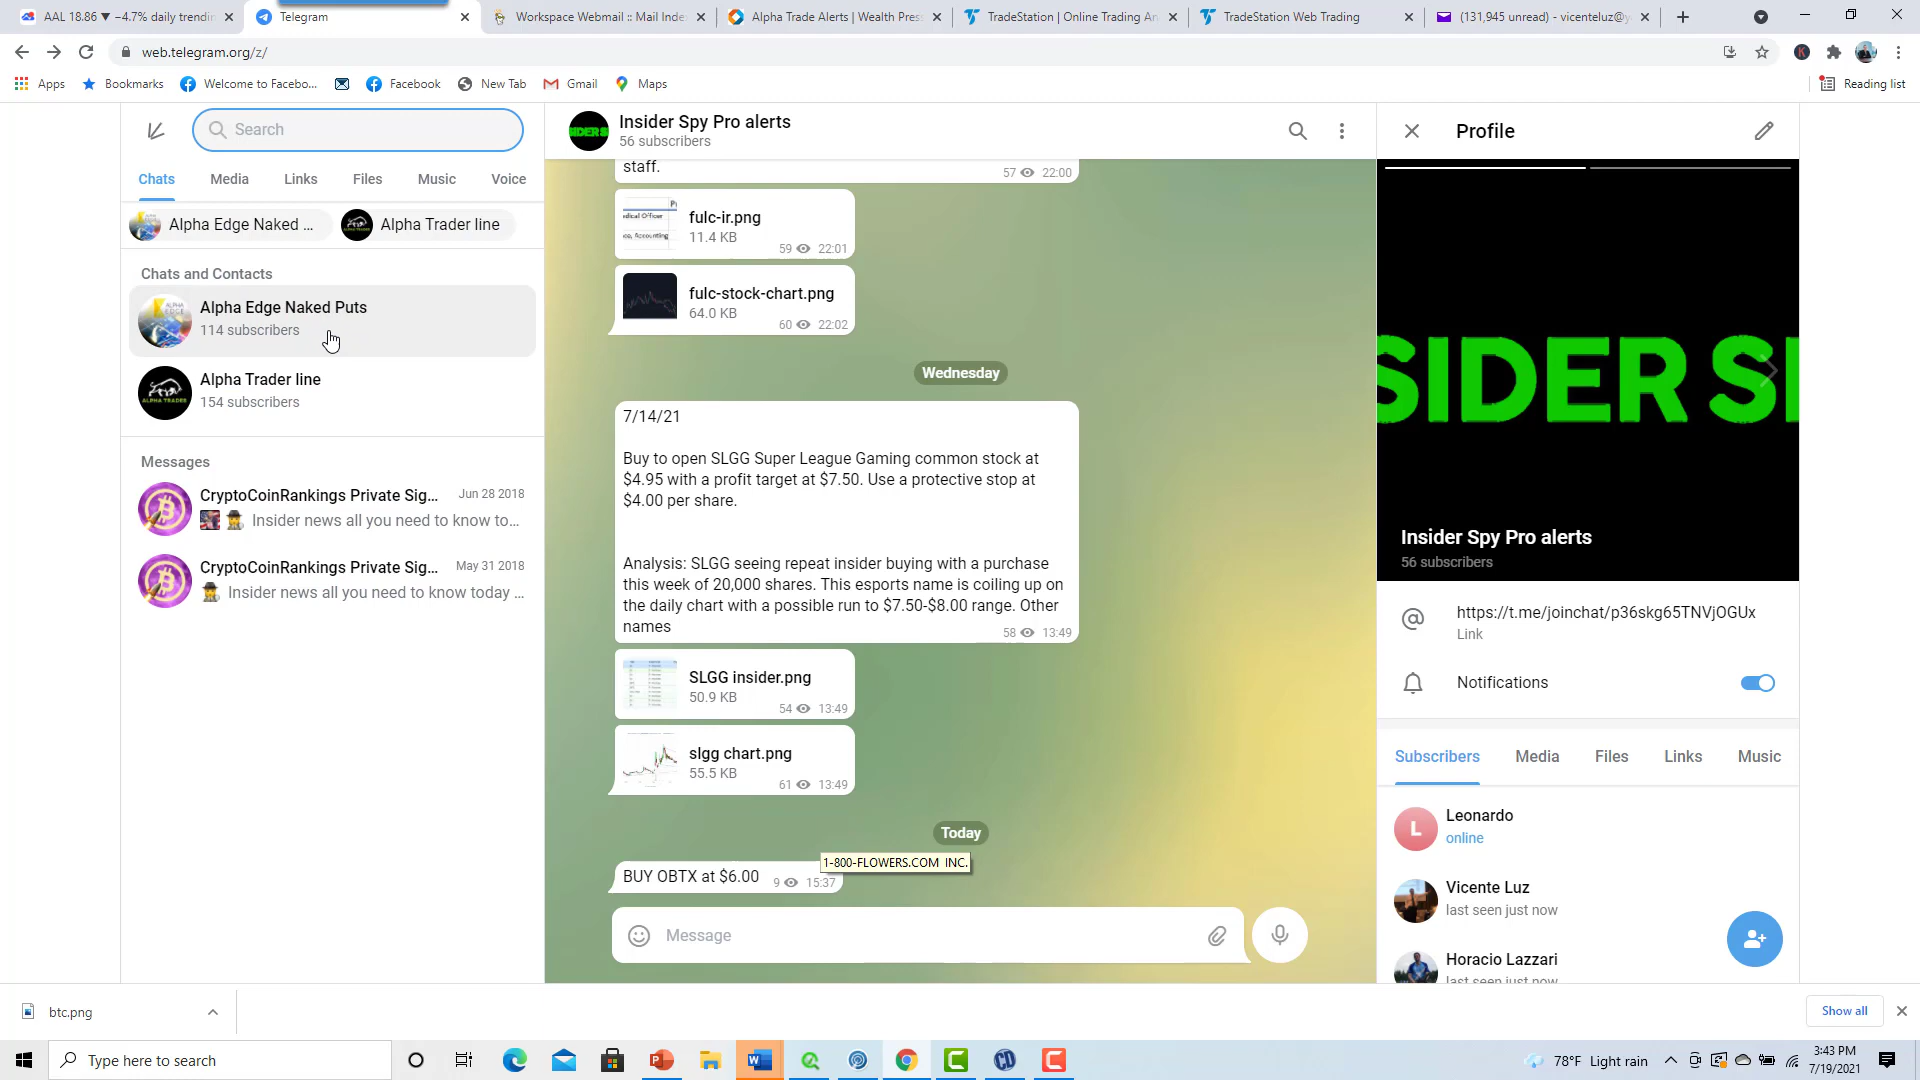 AAL 18.86 ▼ −4.7% daily trendin
Telegram
Workspace Webmail :: Mail Inde
Alpha Trade Alerts | Wealth Pres
TradeStation | Online Trading An
TradeStation Web Trading
(131,945 unread) - vicenteluz@y
web.telegram.org/z/
Apps
Bookmarks
Welcome to Facebo...
Facebook
New Tab
Gmail
Maps
Reading list
Search
Chats
Media
Links
Files
Music
Voice
Alpha Edge Naked ...
Alpha Trader line
Chats and Contacts
Alpha Edge Naked Puts
114 subscribers
Alpha Trader line
154 subscribers
Messages
CryptoCoinRankings Private Sig...
Jun 28 2018
Insider news all you need to know to...
CryptoCoinRankings Private Sig...
May 31 2018
Insider news all you need to know today ...
Insider Spy Pro alerts
56 subscribers
staff.
57 22:00
fulc-ir.png
11.4 KB
59 22:01
fulc-stock-chart.png
64.0 KB
60 22:02
Wednesday
7/14/21
Buy to open SLGG Super League Gaming common stock at
$4.95 with a profit target at $7.50. Use a protective stop at
$4.00 per share.
Analysis: SLGG seeing repeat insider buying with a purchase
this week of 20,000 shares. This esports name is coiling up on
the daily chart with a possible run to $7.50-$8.00 range. Other
names
58 13:49
SLGG insider.png
50.9 KB
54 13:49
slgg chart.png
55.5 KB
61 13:49
Today
1-800-FLOWERS.COM INC.
BUY OBTX at $6.00
9 15:37
Message
Profile
SIDER S
Insider Spy Pro alerts
56 subscribers
https://t.me/joinchat/p36skg65TNVjOGUx
Link
Notifications
Subscribers
Media
Files
Links
Music
L
Leonardo
online
Vicente Luz
last seen just now
Horacio Lazzari
last seen just now
btc.png
Show all
Type here to search
78°F Light rain
3:43 PM
7/19/2021